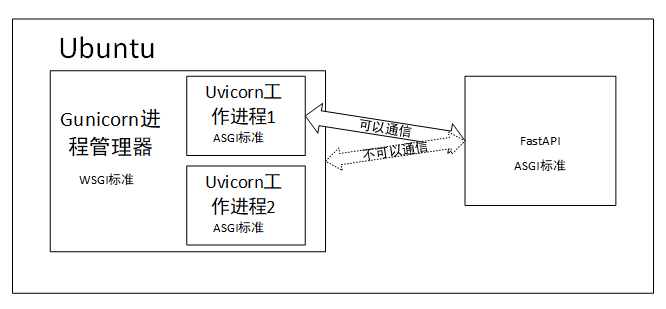 Ubuntu
Gunicorn进
程管理器
WSGI标准
Uvicorn工
作进程1
ASGI标准
Uvicorn工
作进程2
ASGI标准
可以通信
不可以通信
FastAPI
ASGI标准